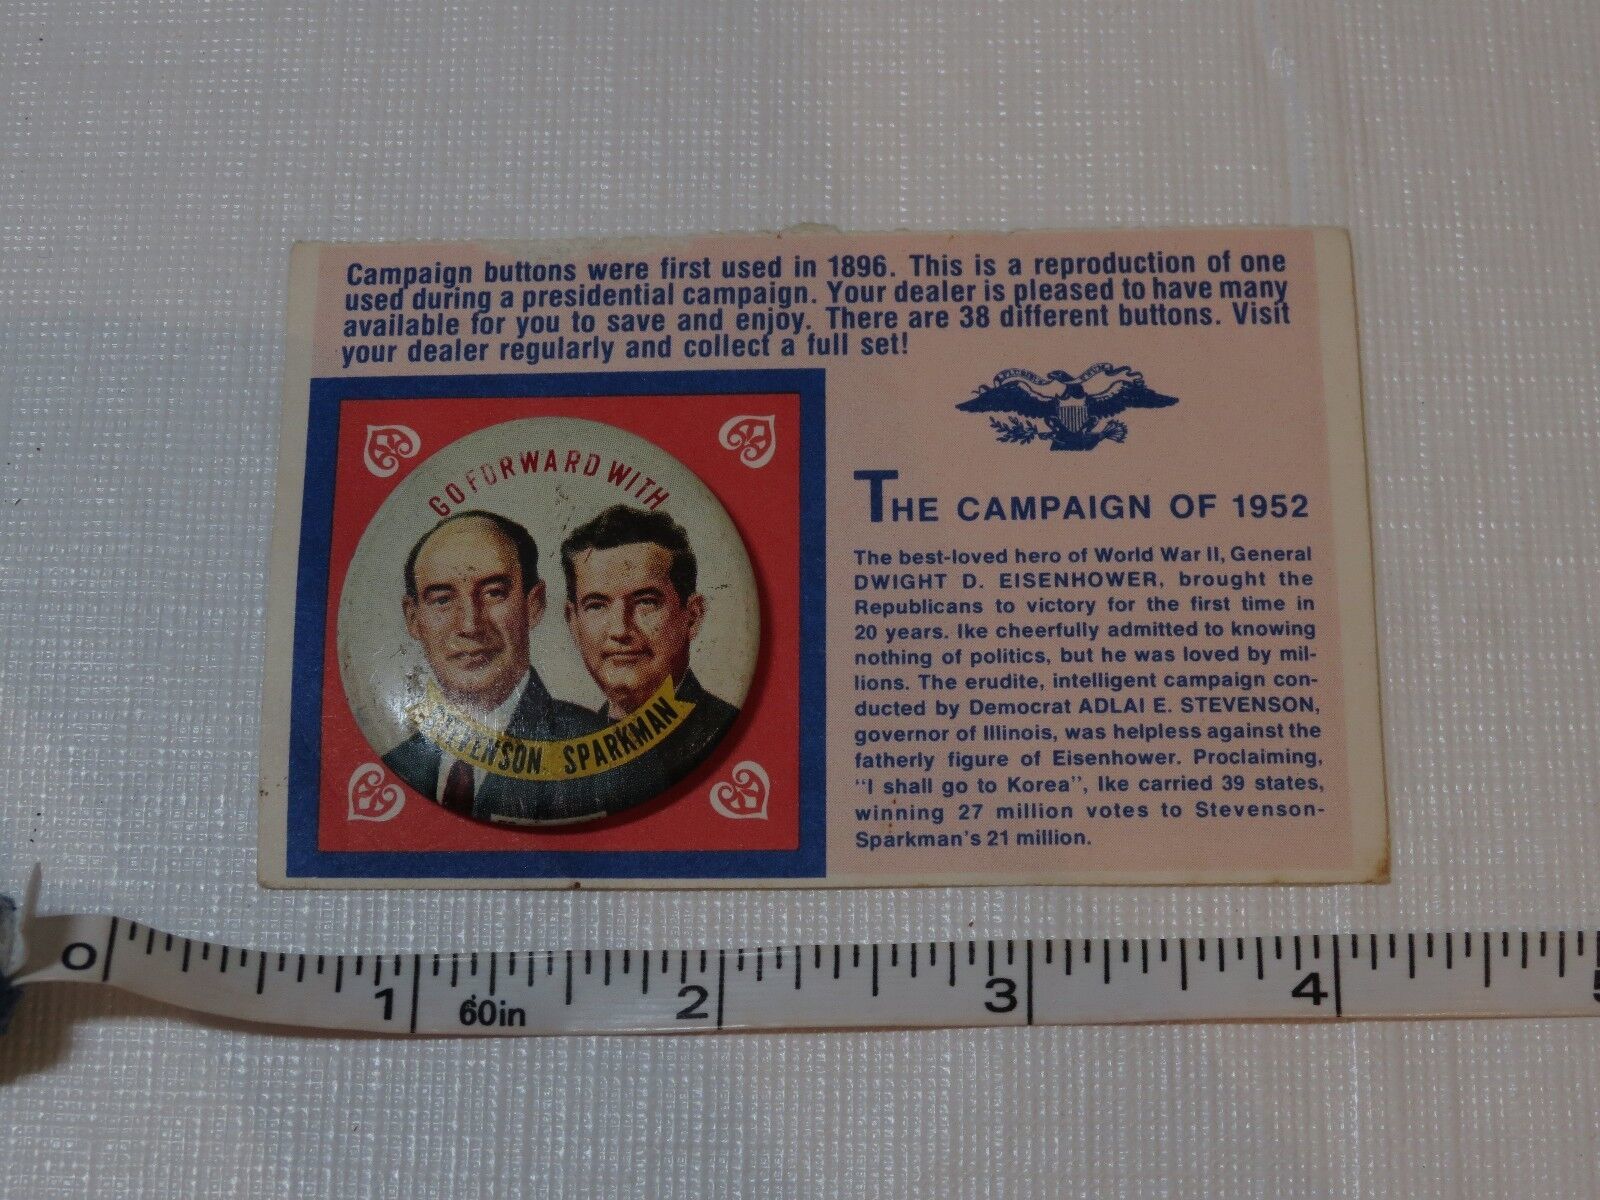 Campaign buttons were first used in 1896. This is a reproduction of one
used during a presidential campaign. Your dealer is pleased to have many
available for you to save and enjoy. There are 38 different buttons. Visit
your dealer regularly and collect a full set!
GO FORWARD WITH
STEVENSON SPARKMAN
E PLURIBUS UNUM
THE CAMPAIGN OF 1952
The best-loved hero of World War II, General
DWIGHT D. EISENHOWER, brought the
Republicans to victory for the first time in
20 years. Ike cheerfully admitted to knowing
nothing of politics, but he was loved by mil-
lions. The erudite, intelligent campaign con-
ducted by Democrat ADLAI E. STEVENSON,
governor of Illinois, was helpless against the
fatherly figure of Eisenhower. Proclaiming,
"I shall go to Korea", Ike carried 39 states,
winning 27 million votes to Stevenson-
Sparkman's 21 million.
0 1 60in 2 3 4 5